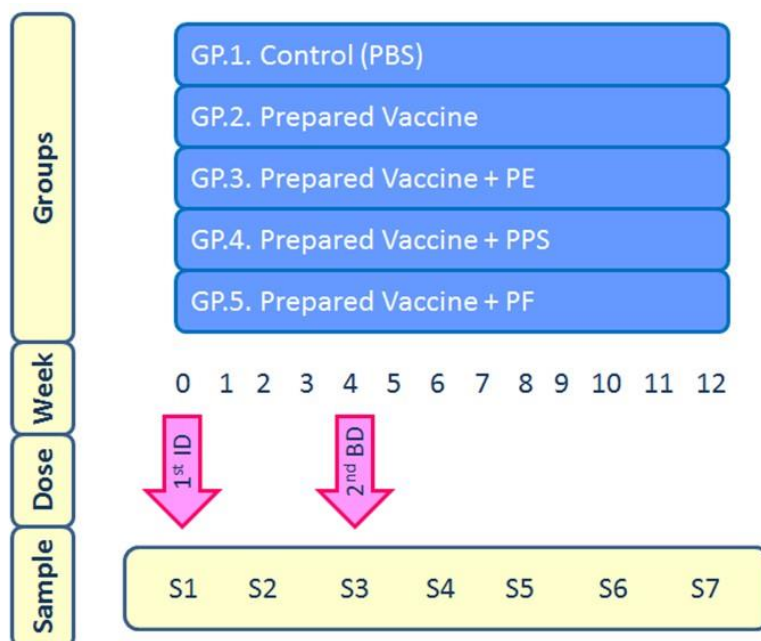 Groups
GP.1. Control (PBS)
GP.2. Prepared Vaccine
GP.3. Prepared Vaccine + PE
GP.4. Prepared Vaccine + PPS
GP.5. Prepared Vaccine + PF
Week
0 1 2 3 4 5 6 7 8 9 10 11 12
Dose
1st ID
2nd BD
Sample
S1 S2 S3 S4 S5 S6 S7